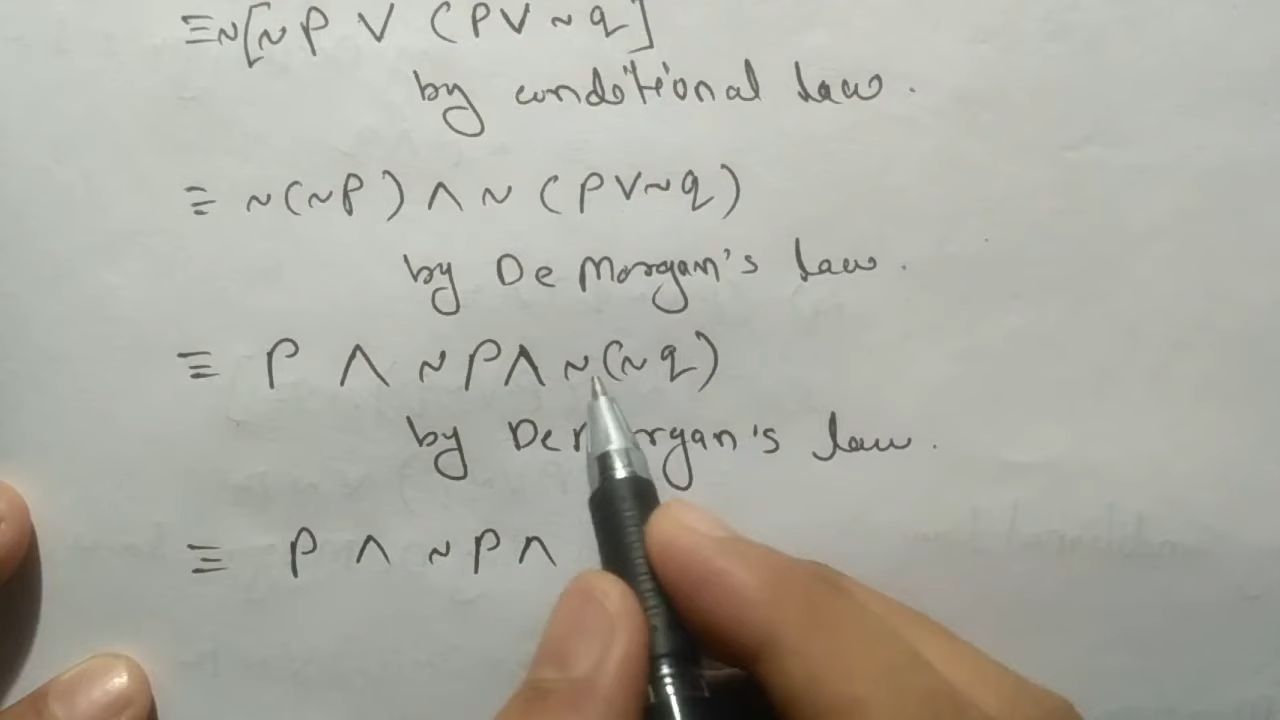 ≡~[~P ∨ (P∨~q]
by conditional law.
≡ ~(~P) ∧ ~ (P∨~q)
by De Morgan's law.
≡ P ∧ ~P∧ ~(~q)
by De Morgan's law.
≡ P ∧ ~P∧